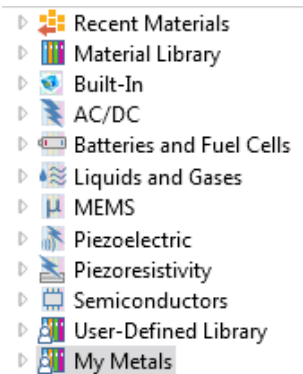 Recent Materials
Material Library
Built-In
AC/DC
Batteries and Fuel Cells
Liquids and Gases
µ MEMS
Piezoelectric
Piezoresistivity
Semiconductors
User-Defined Library
My Metals